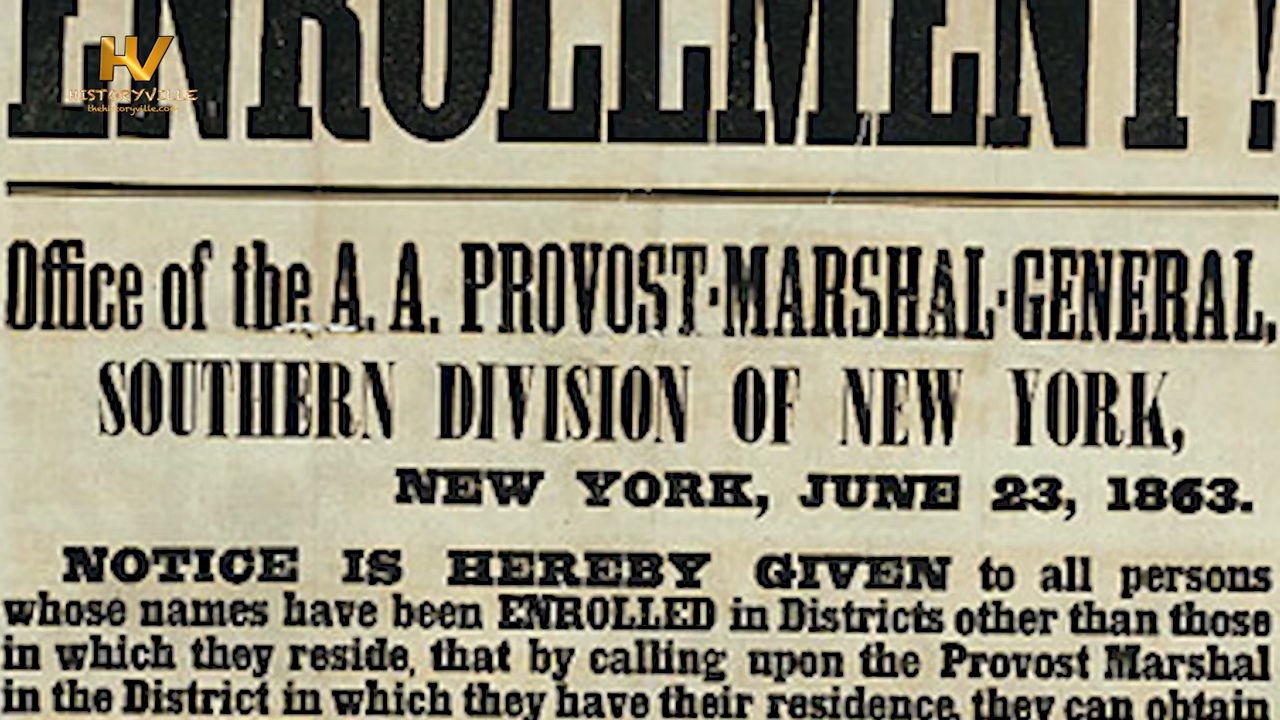 ENROLLMENT!
HV
HISTORYVILLE
thehistoryville.com
Office of the A. A. PROVOST-MARSHAL-GENERAL,
SOUTHERN DIVISION OF NEW YORK,
NEW YORK, JUNE 23, 1863.
NOTICE IS HEREBY GIVEN to all persons
whose names have been ENROLLED in Districts other than those
in which they reside, that by calling upon the Provost Marshal
in the District in which they have their residence, they can obtain